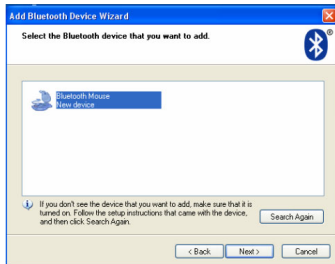 Add Bluetooth Device Wizard
Select the Bluetooth device that you want to add.
Bluetooth Mouse
New device
If you don't see the device that you want to add, make sure that it is
turned on. Follow the setup instructions that came with the device,
and then click Search Again.
Search Again
< Back
Next >
Cancel